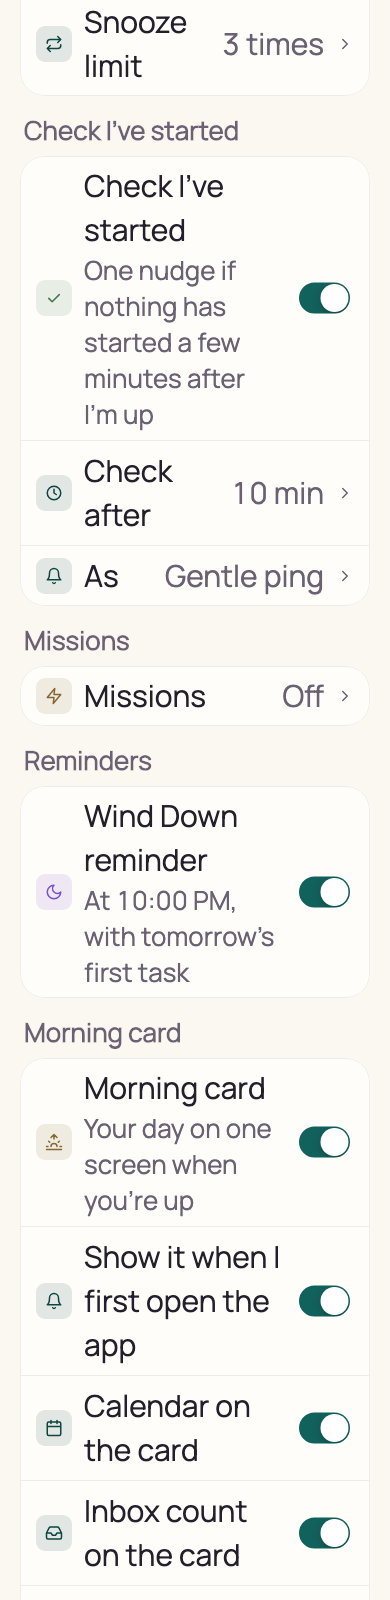 Snooze
limit
3 times
Check I've started
Check I've
started
One nudge if
nothing has
started a few
minutes after
I'm up
Check
after
10 min
As
Gentle ping
Missions
Missions
Off
Reminders
Wind Down
reminder
At 10:00 PM,
with tomorrow's
first task
Morning card
Morning card
Your day on one
screen when
you're up
Show it when I
first open the
app
Calendar on
the card
Inbox count
on the card